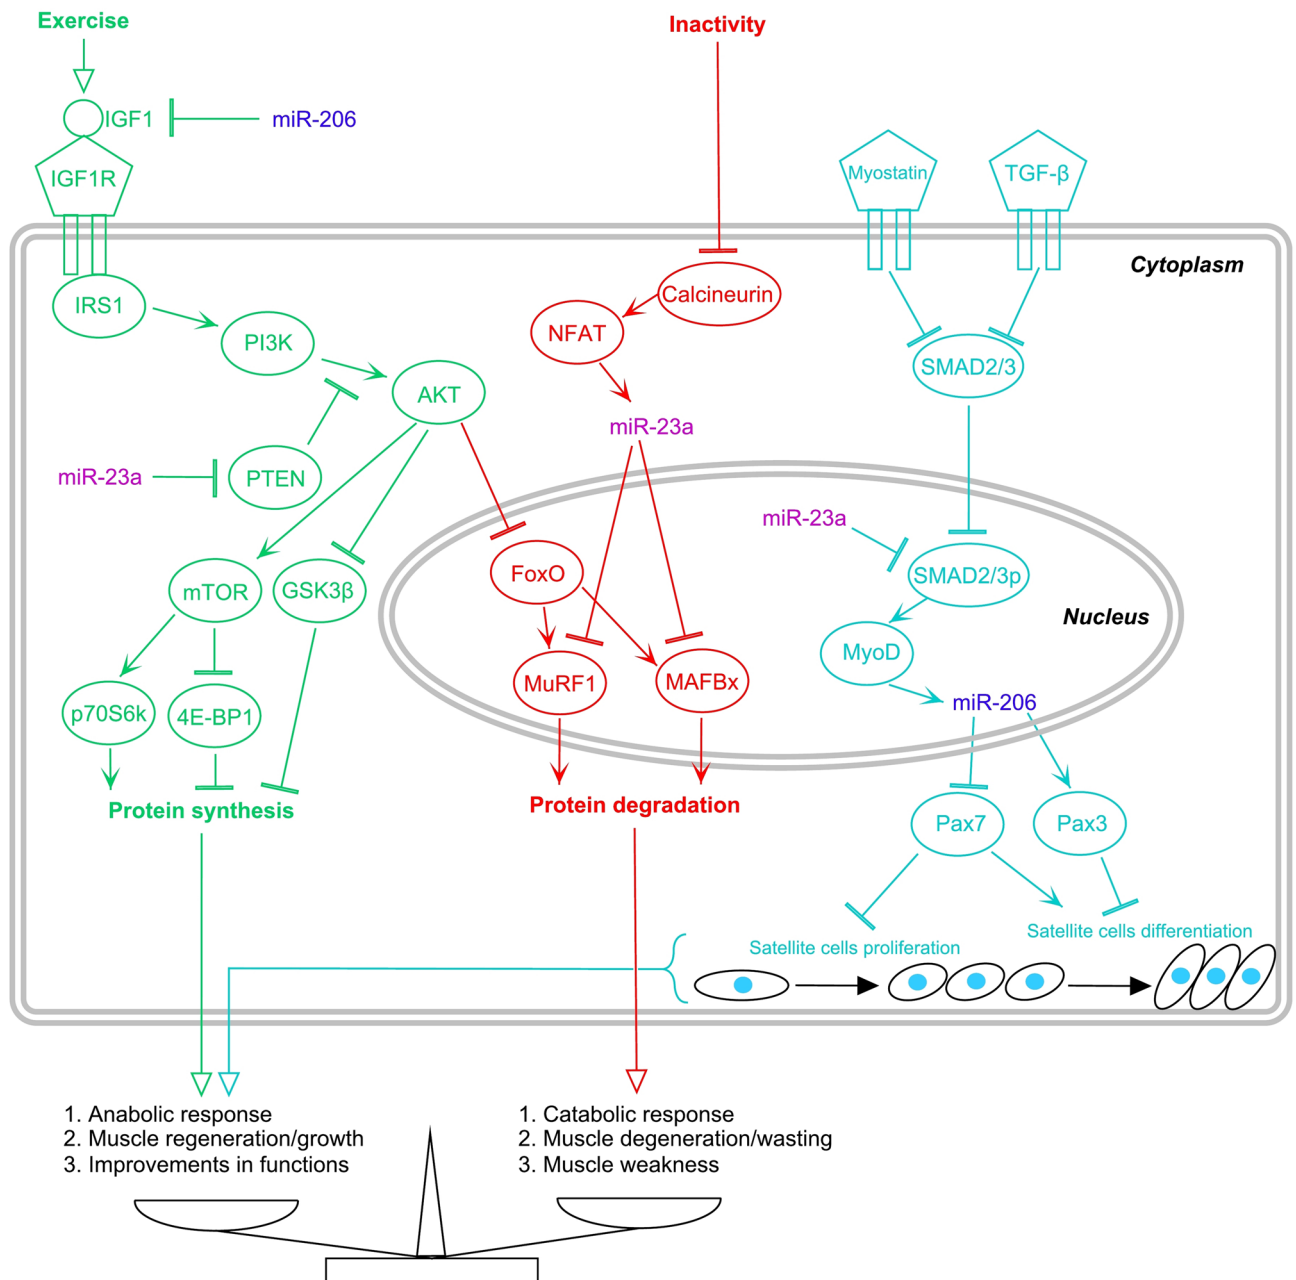 Exercise
Inactivity
IGF1
miR-206
IGF1R
Myostatin
TGF-β
Cytoplasm
IRS1
Calcineurin
PI3K
NFAT
SMAD2/3
AKT
miR-23a
miR-23a
PTEN
miR-23a
FoxO
SMAD2/3p
mTOR
GSK3β
Nucleus
MyoD
MuRF1
MAFBx
miR-206
p70S6k
4E-BP1
Protein synthesis
Protein degradation
Pax7
Pax3
Satellite cells differentiation
Satellite cells proliferation
1. Anabolic response
2. Muscle regeneration/growth
3. Improvements in functions
1. Catabolic response
2. Muscle degeneration/wasting
3. Muscle weakness